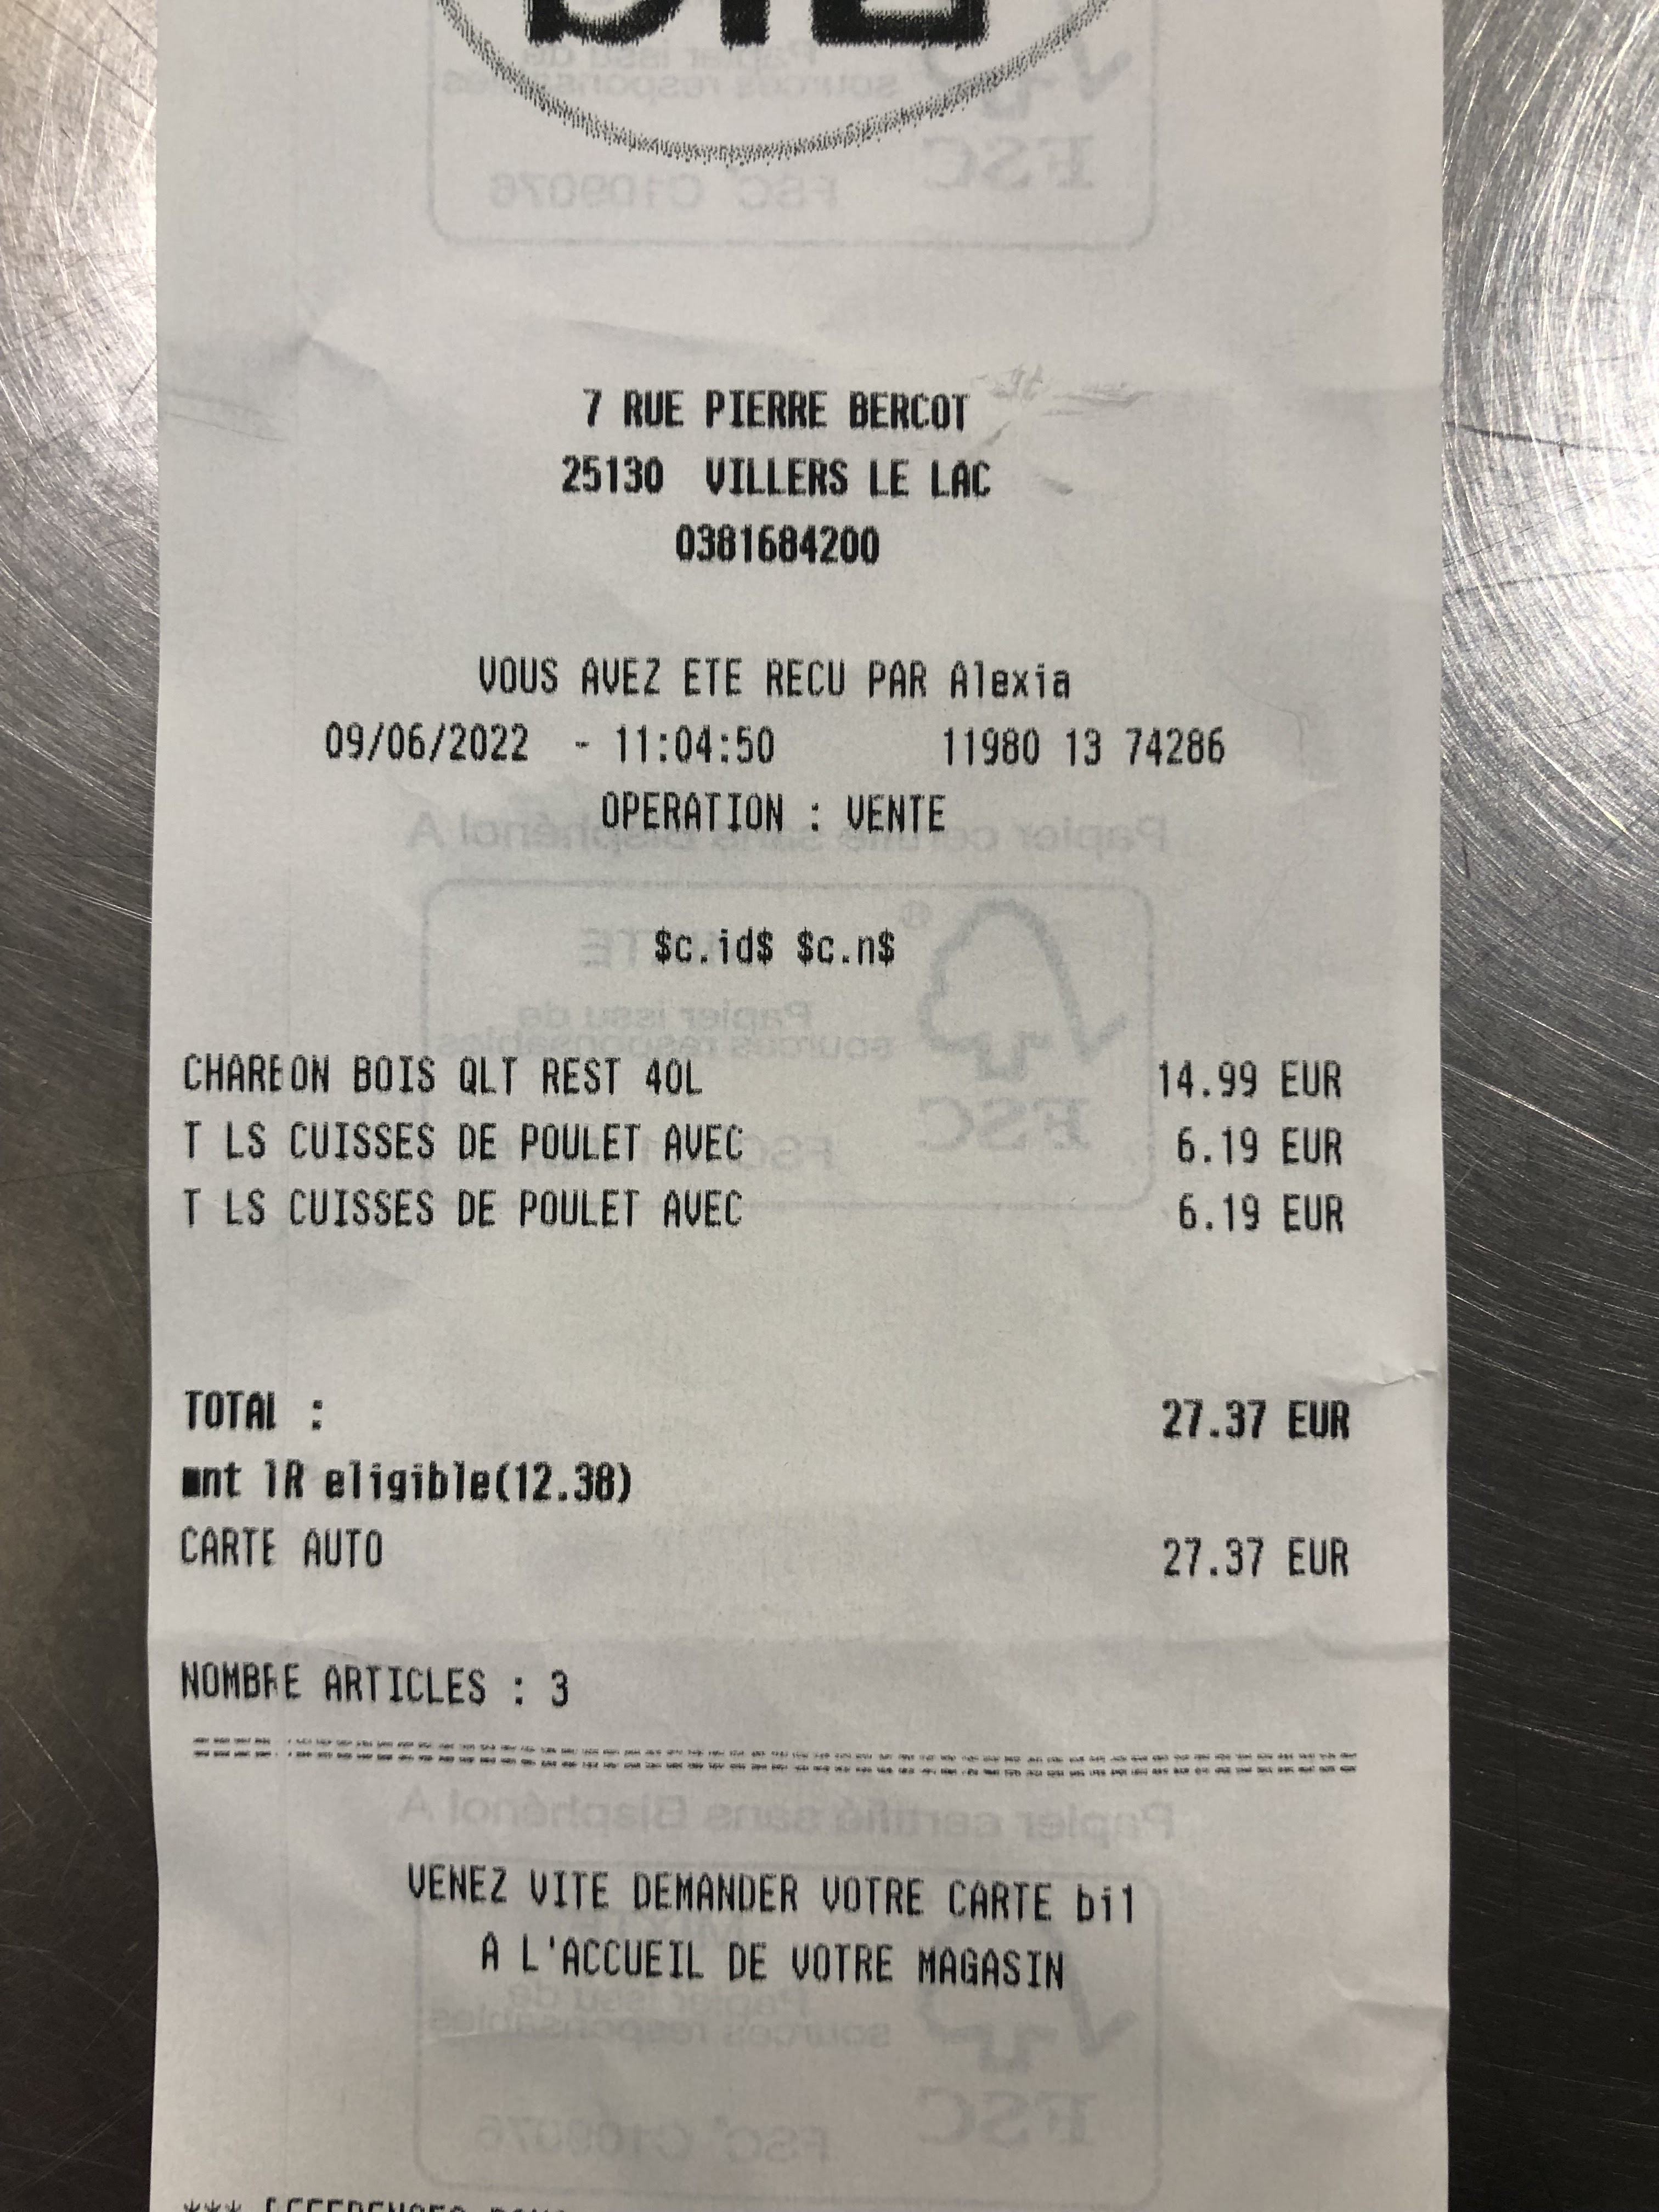 7 RUE PIERRE BERCOT
25130 VILLERS LE LAC
0381684200
VOUS AVEZ ETE RECU PAR Alexia
09/06/2022 - 11:04:50 11980 13 74286
OPERATION : VENTE
$c.id$ $c.n$
CHARBON BOIS QLT REST 40L 14.99 EUR
T LS CUISSES DE POULET AVEC 6.19 EUR
T LS CUISSES DE POULET AVEC 6.19 EUR
TOTAL : 27.37 EUR
mnt TR eligible(12.38)
CARTE AUTO 27.37 EUR
NOMBRE ARTICLES : 3
VENEZ VITE DEMANDER VOTRE CARTE bi1
A L'ACCUEIL DE VOTRE MAGASIN